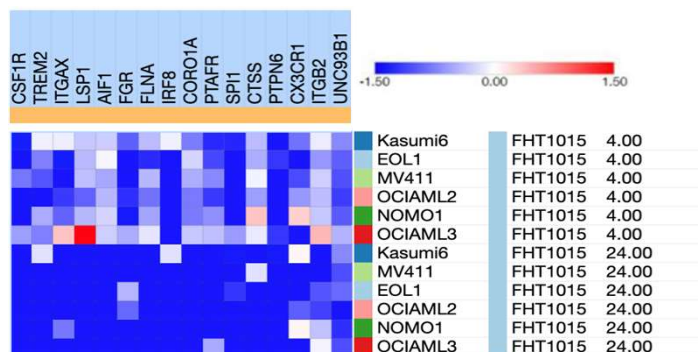 CSF1R TREM2 ITGAX LSP1 AIF1 FGR FLNA IRF8 CORO1A PTAFR SPI1 CTSS PTPN6 CX3CR1 ITGB2 UNC93B1
-1.50 0.00 1.50
Kasumi6 FHT1015 4.00
EOL1 FHT1015 4.00
MV411 FHT1015 4.00
OCIAML2 FHT1015 4.00
NOMO1 FHT1015 4.00
OCIAML3 FHT1015 4.00
Kasumi6 FHT1015 24.00
MV411 FHT1015 24.00
EOL1 FHT1015 24.00
OCIAML2 FHT1015 24.00
NOMO1 FHT1015 24.00
OCIAML3 FHT1015 24.00